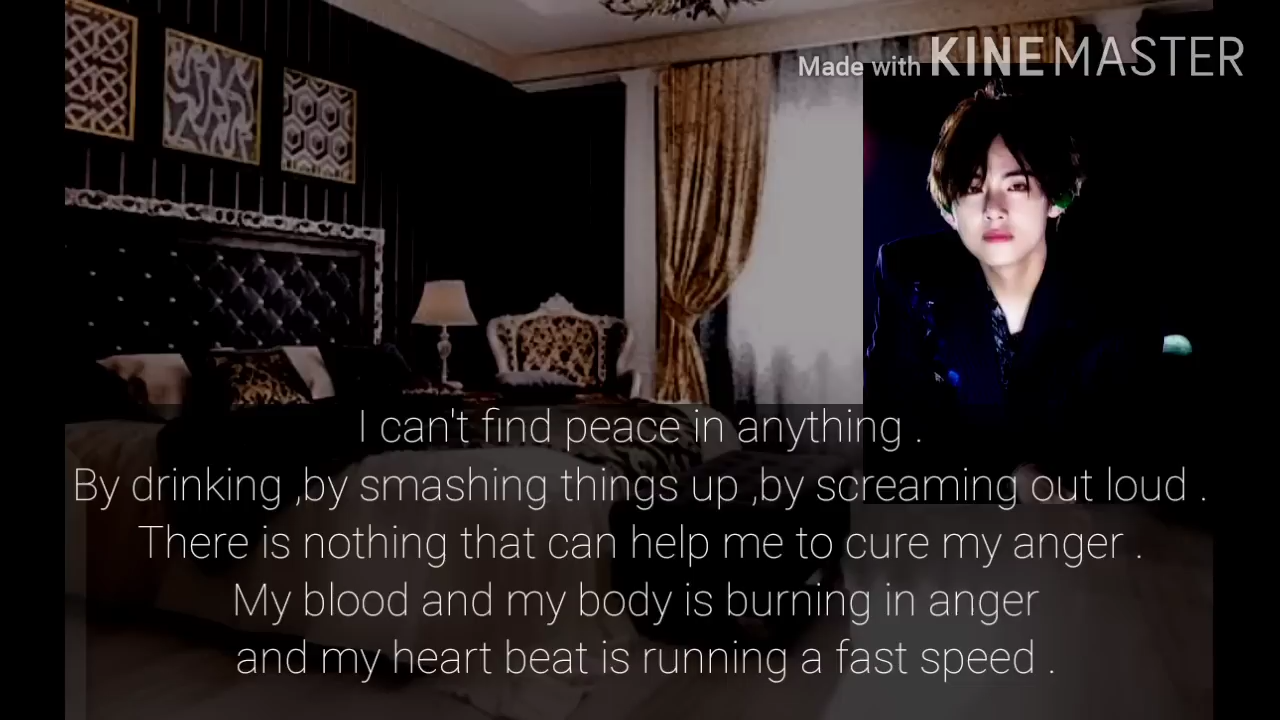 Made with KINEMASTER
I can't find peace in anything .
By drinking ,by smashing things up ,by screaming out loud .
There is nothing that can help me to cure my anger .
My blood and my body is burning in anger
and my heart beat is running a fast speed .